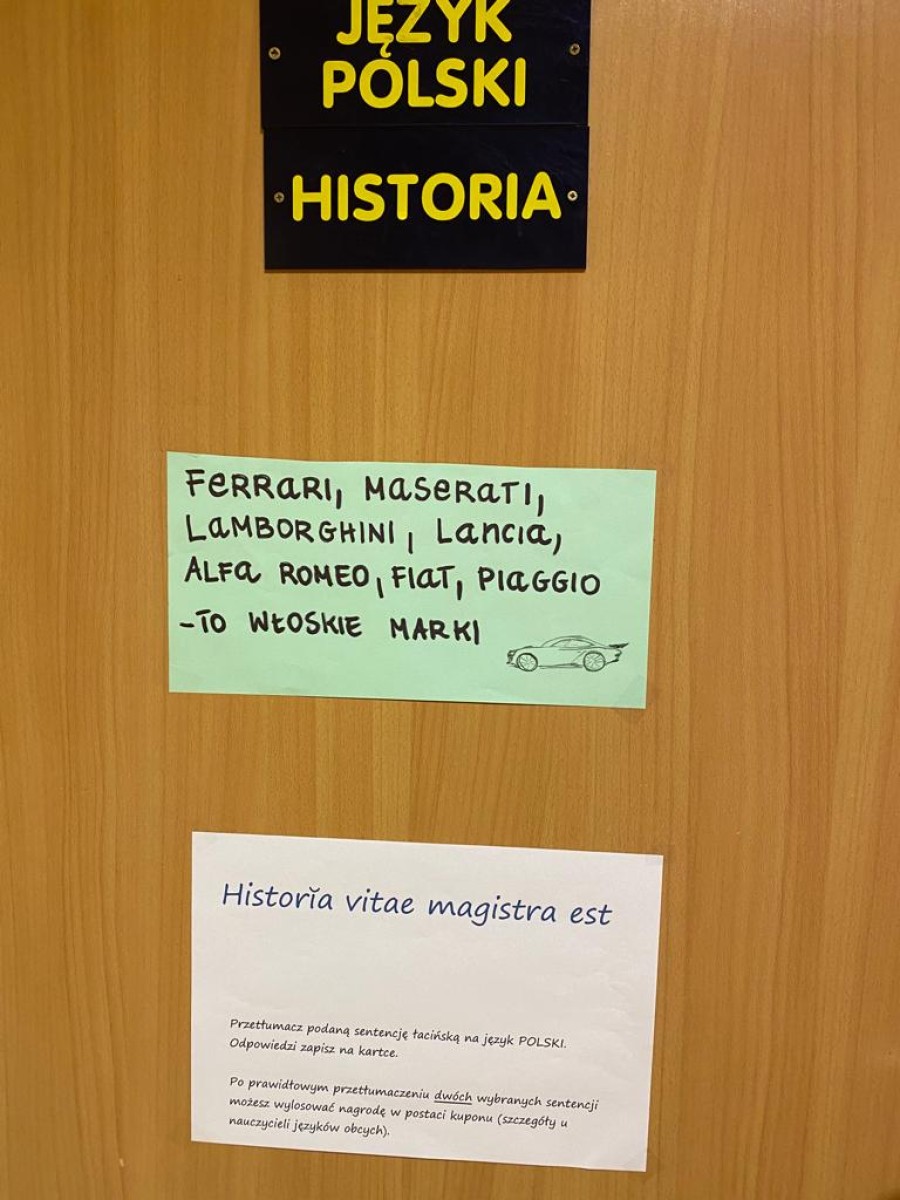 JĘZYK
POLSKI
HISTORIA
FeRRaRI, MaSeRaTI,
LaMBORGHINI, Lancia,
ALFa ROMEO, FIaT, PIaGGIO
-TO WŁOSKIE MARKI
Historĭa vitae magistra est
Przetłumacz podaną sentencję łacińską na język POLSKI.
Odpowiedzi zapisz na kartce.
Po prawidłowym przetłumaczeniu dwóch wybranych sentencji
możesz wylosować nagrodę w postaci kuponu (szczegóły u
nauczycieli języków obcych).